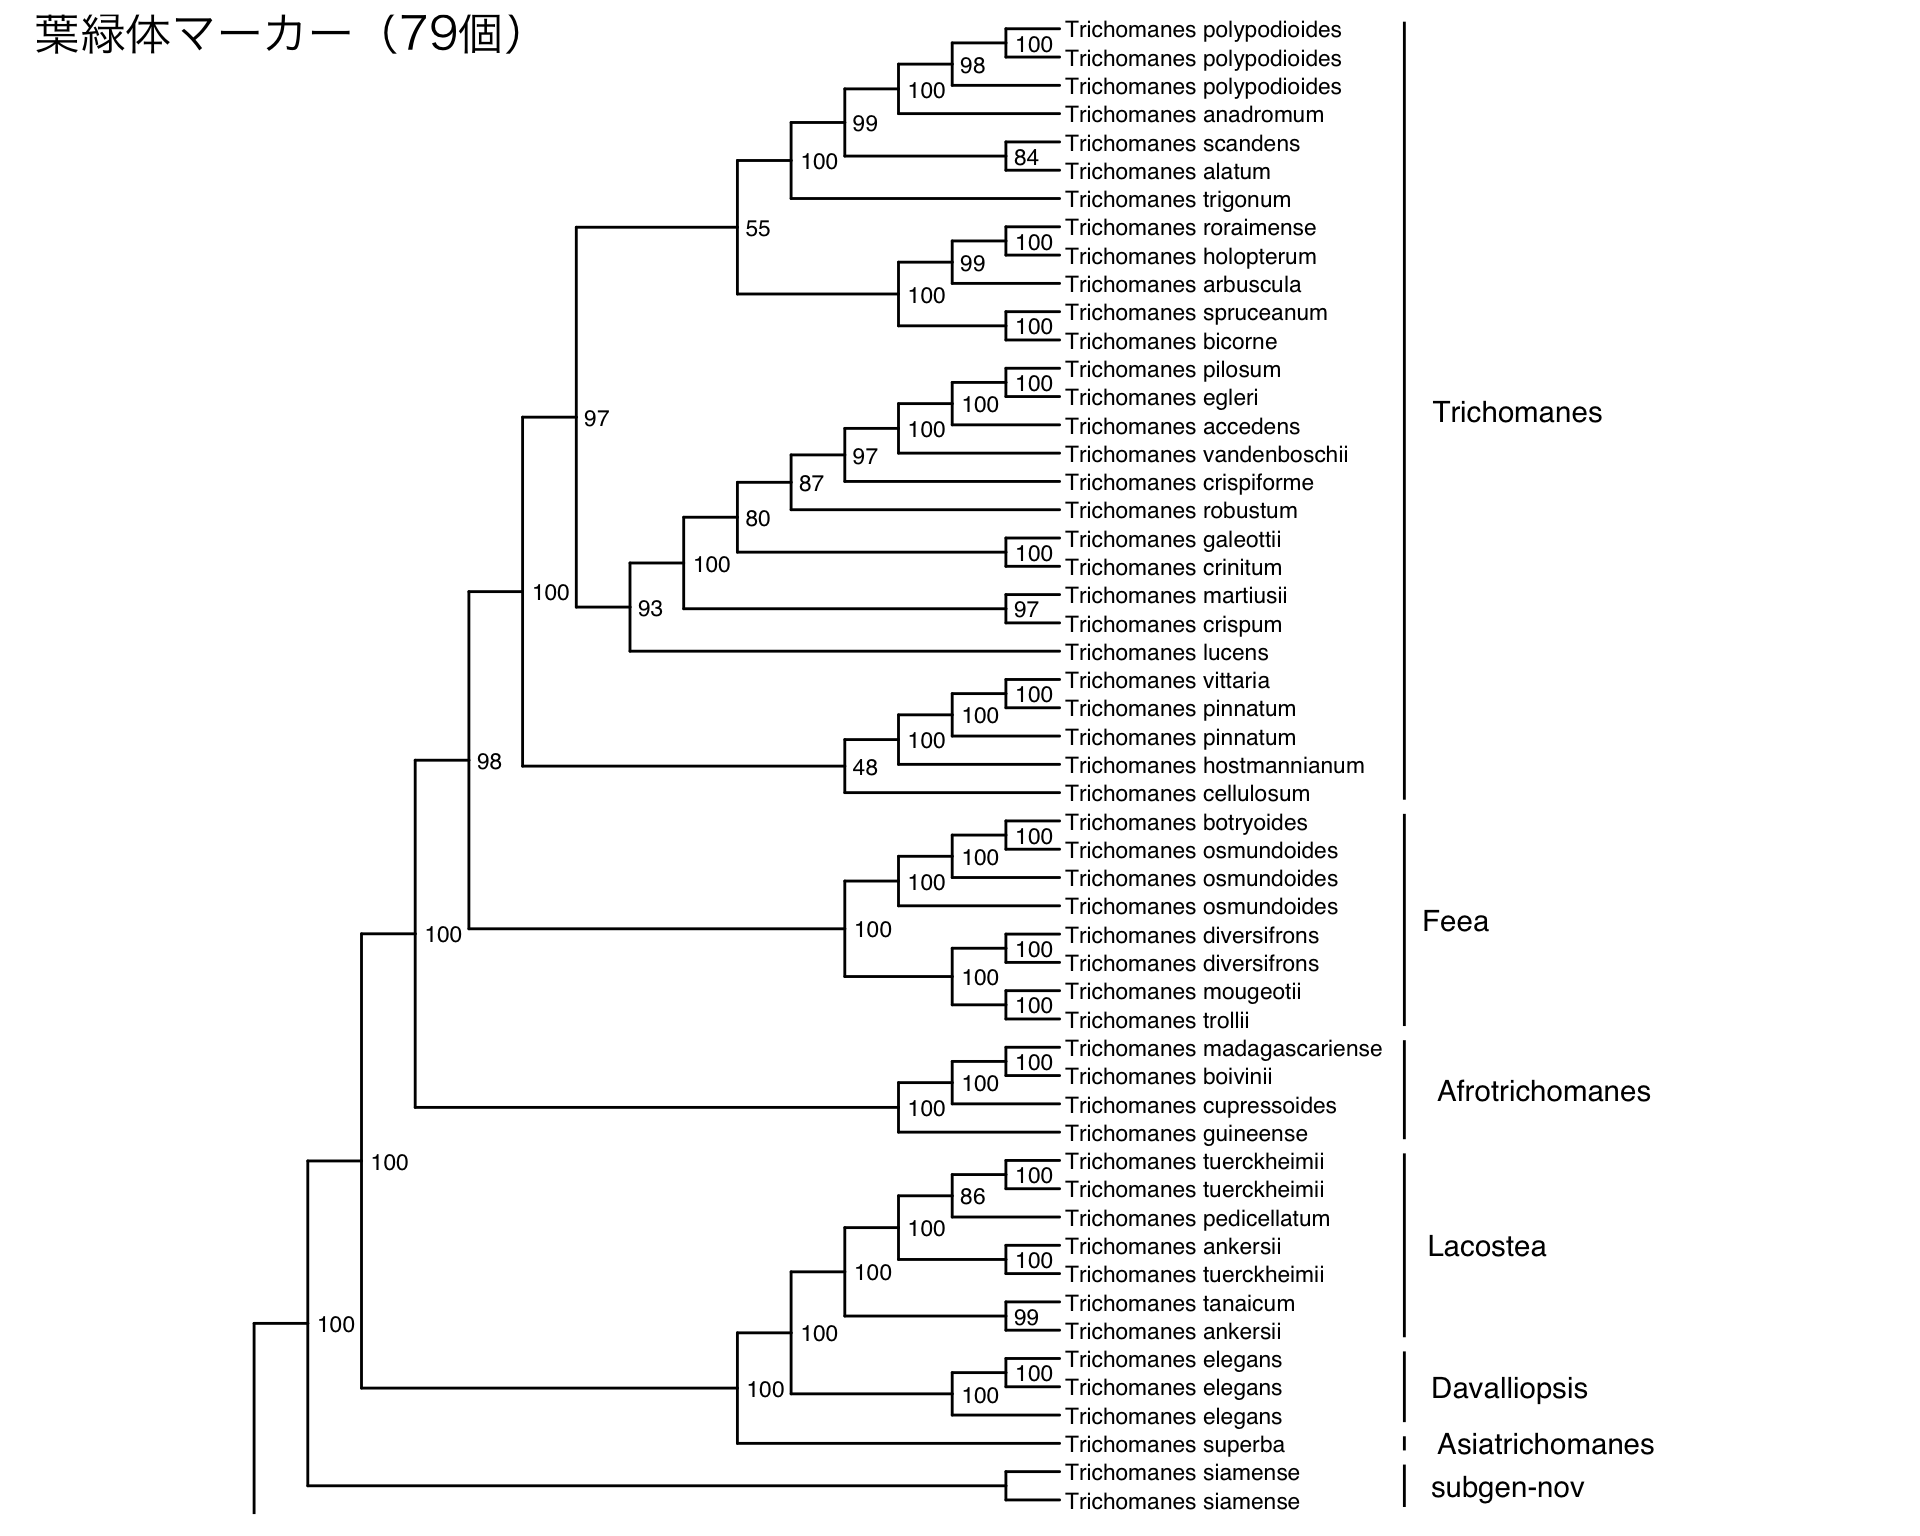 葉緑体マーカー（79個）
Trichomanes polypodioides
100
Trichomanes polypodioides
98
Trichomanes polypodioides
100
Trichomanes anadromum
99
Trichomanes scandens
84
Trichomanes alatum
100
Trichomanes trigonum
55
Trichomanes roraimense
100
Trichomanes holopterum
99
Trichomanes arbuscula
100
Trichomanes spruceanum
100
Trichomanes bicorne
Trichomanes pilosum
100
Trichomanes egleri
100
Trichomanes
97
Trichomanes accedens
100
Trichomanes vandenboschii
97
Trichomanes crispiforme
87
Trichomanes robustum
80
Trichomanes galeottii
100
Trichomanes crinitum
100
Trichomanes martiusii
100
97
93
Trichomanes crispum
Trichomanes lucens
Trichomanes vittaria
100
Trichomanes pinnatum
100
Trichomanes pinnatum
100
98
Trichomanes hostmannianum
48
Trichomanes cellulosum
Trichomanes botryoides
100
Trichomanes osmundoides
100
Trichomanes osmundoides
100
Trichomanes osmundoides
Feea
100
100
Trichomanes diversifrons
100
Trichomanes diversifrons
100
Trichomanes mougeotii
100
Trichomanes trollii
Trichomanes madagascariense
100
Trichomanes boivinii
100
Afrotrichomanes
Trichomanes cupressoides
100
Trichomanes guineense
100
Trichomanes tuerckheimii
100
Trichomanes tuerckheimii
86
Trichomanes pedicellatum
100
Trichomanes ankersii
Lacostea
100
Trichomanes tuerckheimii
100
Trichomanes tanaicum
99
100
Trichomanes ankersii
100
Trichomanes elegans
100
Trichomanes elegans
100
100
Davalliopsis
Trichomanes elegans
Trichomanes superba
Asiatrichomanes
Trichomanes siamense
subgen-nov
Trichomanes siamense